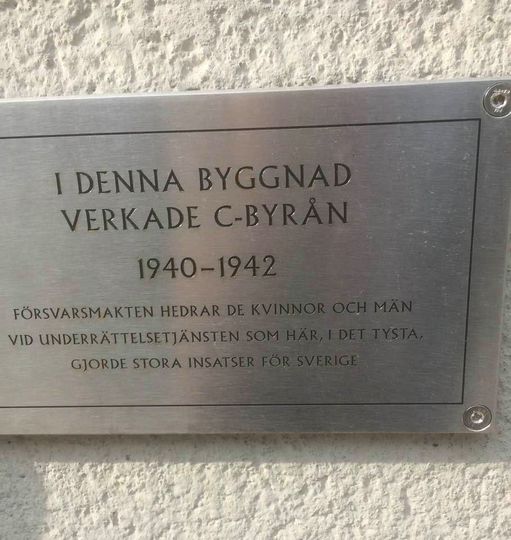 I DENNA BYGGNAD
VERKADE C-BYRÅN
1940–1942
FÖRSVARSMAKTEN HEDRAR DE KVINNOR OCH MÄN
VID UNDERRÄTTELSETJÄNSTEN SOM HÄR, I DET TYSTA,
GJORDE STORA INSATSER FÖR SVERIGE